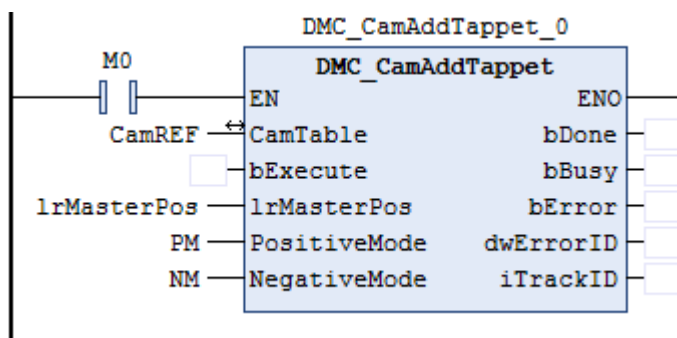 DMC_CamAddTappet_0
M0
DMC_CamAddTappet
EN ENO
CamREF CamTable bDone
bExecute bBusy
lrMasterPos lrMasterPos bError
PM PositiveMode dwErrorID
NM NegativeMode iTrackID